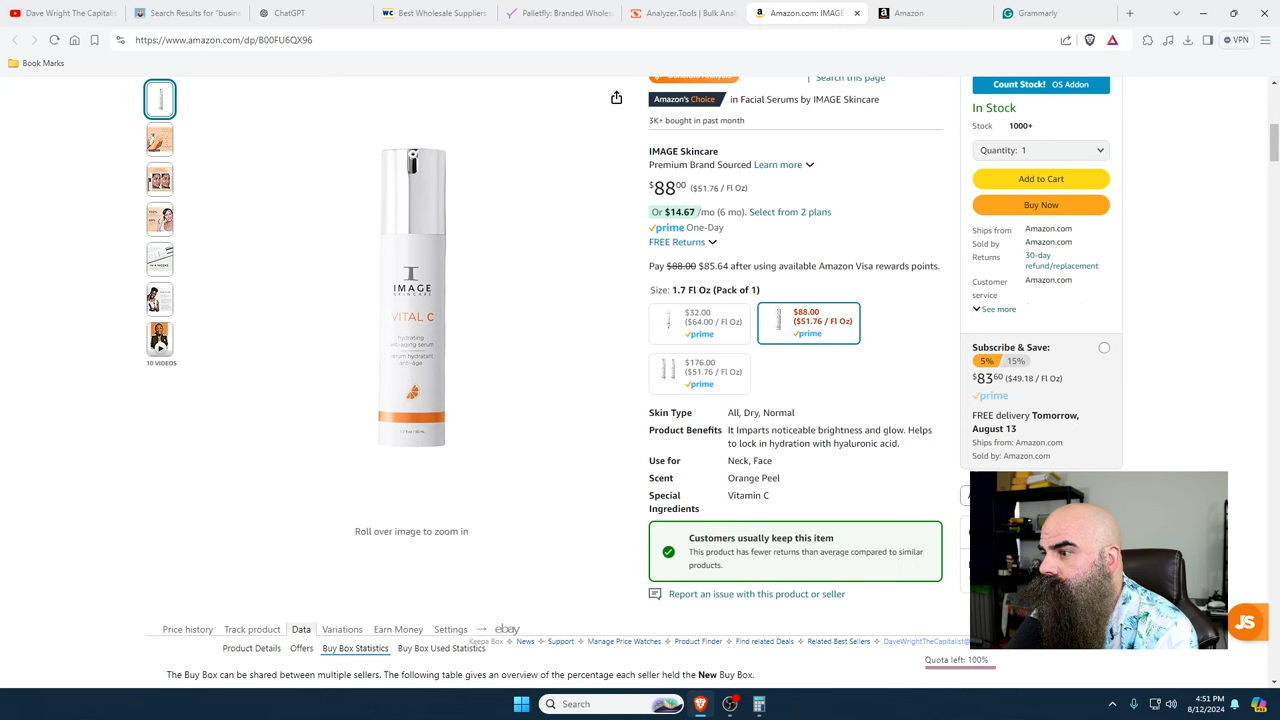 Dave Wright The Capitalist
Search Results for "busine
ChatGPT
Best Wholesale Suppliers
Palletfly: Branded Wholes
Analyzer.Tools | Bulk Anal
Amazon.com: IMAGE
Amazon
Grammarly
https://www.amazon.com/dp/B00FU6QX96
VPN
Book Marks
Search this page
Count Stock! OS Addon
Amazon's Choice in Facial Serums by IMAGE Skincare
3K+ bought in past month
In Stock
Stock 1000+
Quantity: 1
Add to Cart
Buy Now
Ships from Amazon.com
Sold by Amazon.com
Returns 30-day refund/replacement
Customer service Amazon.com
See more
IMAGE Skincare
Premium Brand Sourced Learn more
$88.00 ($51.76 / Fl Oz)
Or $14.67 /mo (6 mo). Select from 2 plans
prime One-Day
FREE Returns
Pay $88.00 $85.64 after using available Amazon Visa rewards points.
Size: 1.7 Fl Oz (Pack of 1)
$32.00
($64.00 / Fl Oz)
prime
$88.00
($51.76 / Fl Oz)
prime
$176.00
($51.76 / Fl Oz)
prime
Subscribe & Save:
5% 15%
$83.60 ($49.18 / Fl Oz)
prime
FREE delivery Tomorrow,
August 13
Ships from: Amazon.com
Sold by: Amazon.com
Skin Type All, Dry, Normal
Product Benefits It Imparts noticeable brightness and glow. Helps
to lock in hydration with hyaluronic acid.
Use for Neck, Face
Scent Orange Peel
Special Ingredients Vitamin C
Customers usually keep this item
This product has fewer returns than average compared to similar
products.
Report an issue with this product or seller
10 VIDEOS
IMAGE
SKINCARE
VITAL C
hydrating
anti-aging serum
sérum hydratant
anti-âge
Roll over image to zoom in
Price history Track product Data Variations Earn Money Settings → ebay
Keepa Box News Support Manage Price Watches Product Finder Find related Deals Related Best Sellers DaveWrightTheCapitalist@
Product Details Offers Buy Box Statistics Buy Box Used Statistics
Quota left: 100%
The Buy Box can be shared between multiple sellers. The following table gives an overview of the percentage each seller held the New Buy Box.
JS
Search
4:51 PM
8/12/2024